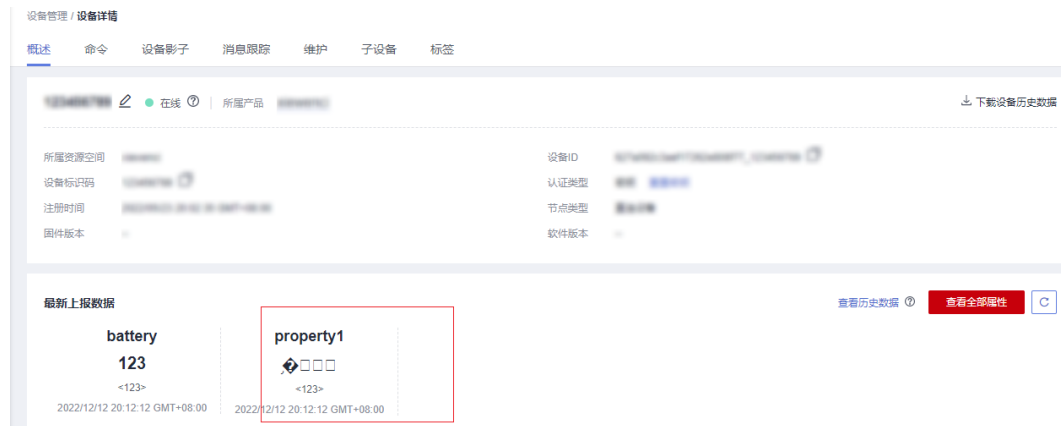 设备管理 / 设备详情
概述 命令 设备影子 消息跟踪 维护 子设备 标签
在线 所属产品 下载设备历史数据
所属资源空间 设备ID
设备标识码 认证类型
注册时间 节点类型
固件版本 软件版本
最新上报数据 查看历史数据 查看全部属性
battery property1
123
<123> <123>
2022/12/12 20:12:12 GMT+08:00 2022/12/12 20:12:12 GMT+08:00